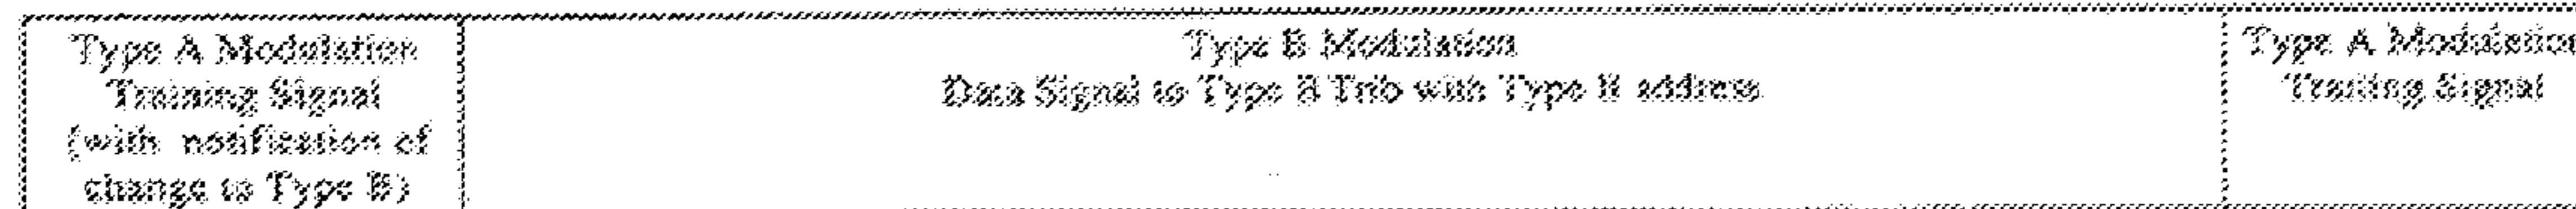 Type A Modulation
Training Signal
(with notification of
change to Type B)
Type B Modulation
Data Signal to Type B Trib with Type B address
Type A Modulation
Trailing Signal